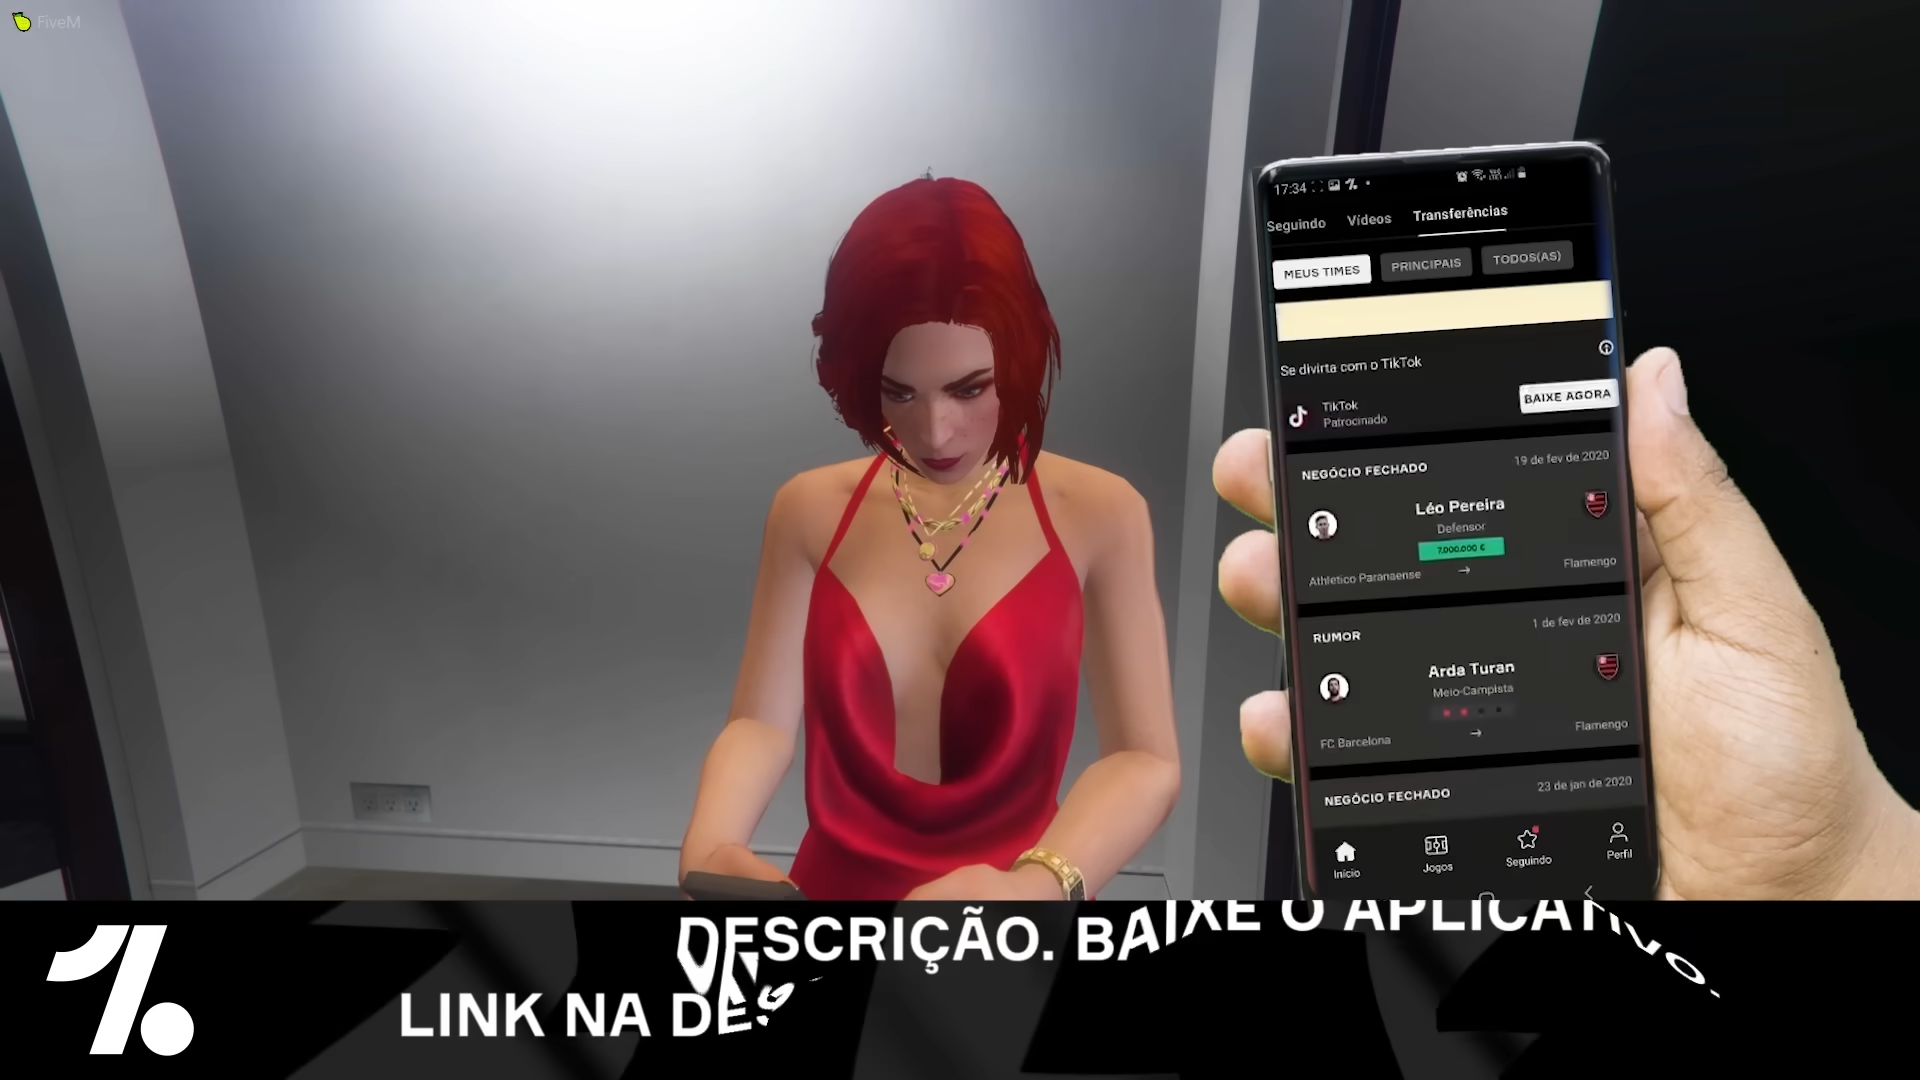 FiveM
17:34
Seguindo Vídeos Transferências
MEUS TIMES PRINCIPAIS TODOS(AS)
Se divirta com o TikTok
TikTok
Patrocinado
BAIXE AGORA
NEGÓCIO FECHADO 19 de fev de 2020
Léo Pereira
Defensor
7.000.000 €
Athletico Paranaense → Flamengo
RUMOR 1 de fev de 2020
Arda Turan
Meio-Campista
FC Barcelona → Flamengo
NEGÓCIO FECHADO 23 de jan de 2020
Início Jogos Seguindo Perfil
DESCRIÇÃO. BAIXE O APLICATIVO.
LINK NA DES